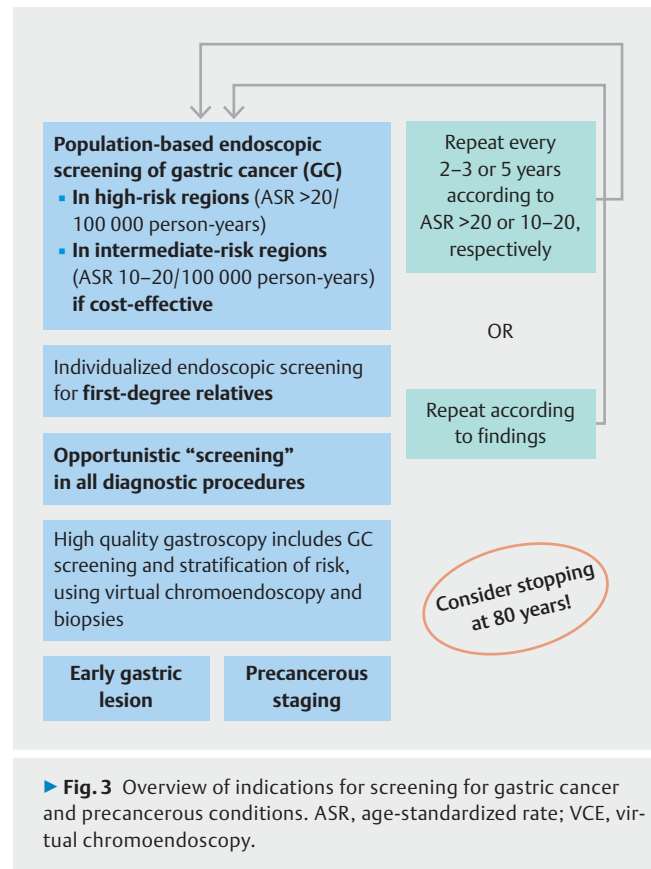 Population-based endoscopic
screening of gastric cancer (GC)
▪ In high-risk regions (ASR >20/
100 000 person-years)
▪ In intermediate-risk regions
(ASR 10–20/100 000 person-years)
if cost-effective
Individualized endoscopic screening
for first-degree relatives
Opportunistic “screening”
in all diagnostic procedures
High quality gastroscopy includes GC
screening and stratification of risk,
using virtual chromoendoscopy and
biopsies
Early gastric
lesion
Precancerous
staging
Repeat every
2–3 or 5 years
according to
ASR >20 or 10–20,
respectively
OR
Repeat according
to findings
Consider stopping
at 80 years!
▶ Fig. 3 Overview of indications for screening for gastric cancer
and precancerous conditions. ASR, age-standardized rate; VCE, vir-
tual chromoendoscopy.